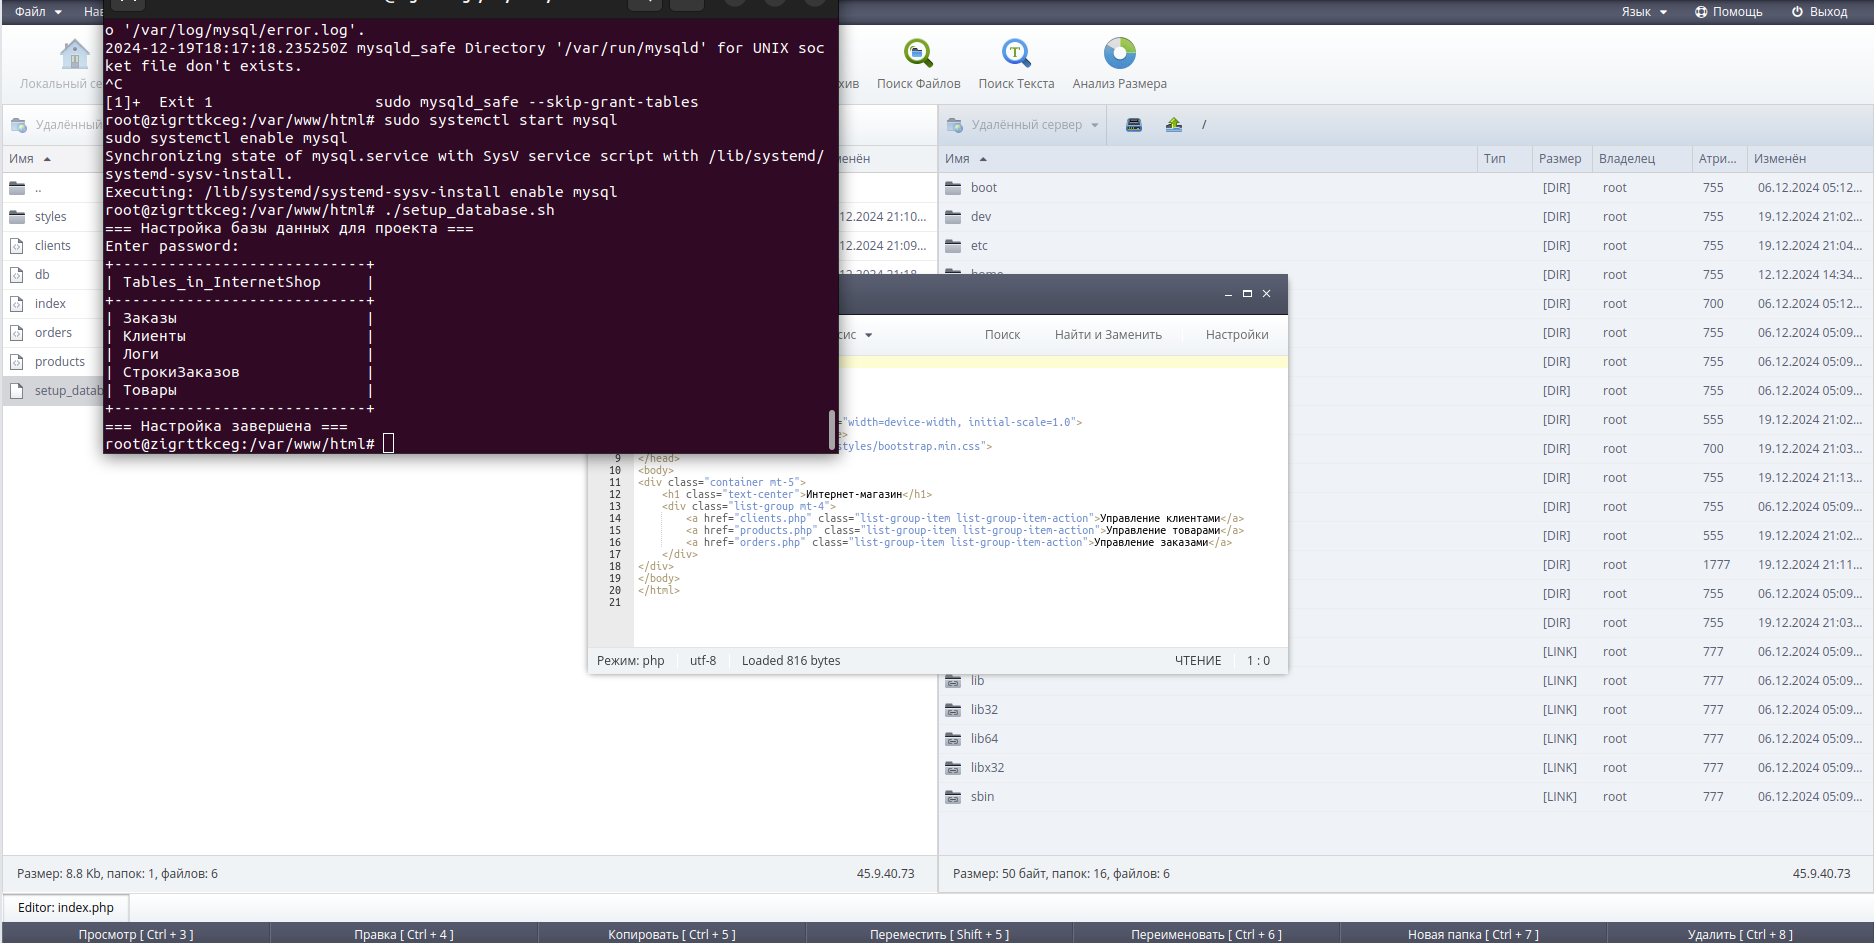 Файл
Язык
Помощь
Выход
Поиск Файлов
Поиск Текста
Анализ Размера
o '/var/log/mysql/error.log'.
2024-12-19T18:17:18.235250Z mysqld_safe Directory '/var/run/mysqld' for UNIX soc
ket file don't exists.
^C
[1]+  Exit 1                  sudo mysqld_safe --skip-grant-tables
root@zigrttkceg:/var/www/html# sudo systemctl start mysql
sudo systemctl enable mysql
Synchronizing state of mysql.service with SysV service script with /lib/systemd/
systemd-sysv-install.
Executing: /lib/systemd/systemd-sysv-install enable mysql
root@zigrttkceg:/var/www/html# ./setup_database.sh
=== Настройка базы данных для проекта ===
Enter password:
+-----------------------------+
| Tables_in_InternetShop     |
+-----------------------------+
| Заказы                      |
| Клиенты                     |
| Логи                        |
| СтрокиЗаказов               |
| Товары                      |
+-----------------------------+
=== Настройка завершена ===
root@zigrttkceg:/var/www/html#
Имя
..
styles
12.2024 21:10...
clients
12.2024 21:09...
db
index
orders
products
setup_datab
Размер: 8.8 Kb, папок: 1, файлов: 6
45.9.40.73
Удалённый сервер
/
Имя Тип Размер Владелец Атри... Изменён
boot [DIR] root 755 06.12.2024 05:12...
dev [DIR] root 755 19.12.2024 21:02...
etc [DIR] root 755 19.12.2024 21:04...
[DIR] root 755 12.12.2024 14:34...
[DIR] root 700 06.12.2024 05:12...
[DIR] root 755 06.12.2024 05:09...
[DIR] root 755 06.12.2024 05:09...
[DIR] root 755 06.12.2024 05:09...
[DIR] root 555 19.12.2024 21:02...
[DIR] root 700 19.12.2024 21:03...
[DIR] root 755 19.12.2024 21:13...
[DIR] root 755 06.12.2024 05:09...
[DIR] root 555 19.12.2024 21:02...
[DIR] root 1777 19.12.2024 21:11...
[DIR] root 755 06.12.2024 05:09...
[DIR] root 755 19.12.2024 21:03...
[LINK] root 777 06.12.2024 05:09...
lib [LINK] root 777 06.12.2024 05:09...
lib32 [LINK] root 777 06.12.2024 05:09...
lib64 [LINK] root 777 06.12.2024 05:09...
libx32 [LINK] root 777 06.12.2024 05:09...
sbin [LINK] root 777 06.12.2024 05:09...
Размер: 50 байт, папок: 16, файлов: 6
45.9.40.73
Поиск
Найти и Заменить
Настройки
="width=device-width, initial-scale=1.0">
e>
styles/bootstrap.min.css">
9 </head>
10 <body>
11 <div class="container mt-5">
12     <h1 class="text-center">Интернет-магазин</h1>
13     <div class="list-group mt-4">
14         <a href="clients.php" class="list-group-item list-group-item-action">Управление клиентами</a>
15         <a href="products.php" class="list-group-item list-group-item-action">Управление товарами</a>
16         <a href="orders.php" class="list-group-item list-group-item-action">Управление заказами</a>
17     </div>
18 </div>
19 </body>
20 </html>
21
Режим: php
utf-8
Loaded 816 bytes
ЧТЕНИЕ
1 : 0
Editor: index.php
Просмотр [ Ctrl + 3 ]
Правка [ Ctrl + 4 ]
Копировать [ Ctrl + 5 ]
Переместить [ Shift + 5 ]
Переименовать [ Ctrl + 6 ]
Новая папка [ Ctrl + 7 ]
Удалить [ Ctrl + 8 ]